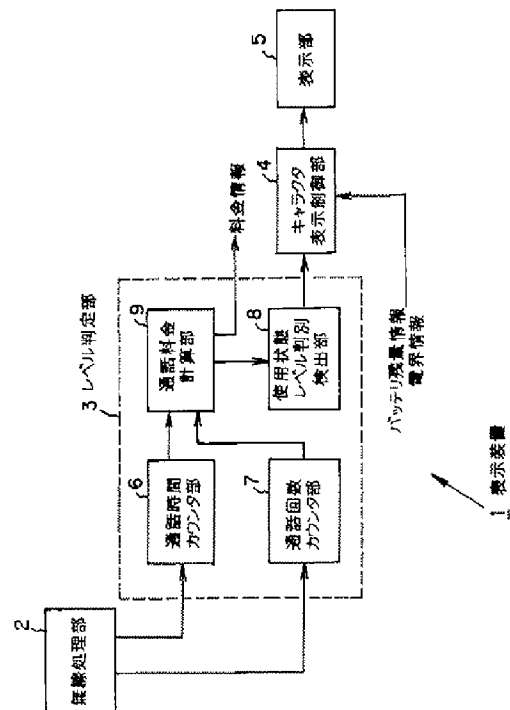 2
無線処理部
3 レベル判定部
6
通話時間
カウンタ部
7
通話回数
カウンタ部
9
通話料金
計算部
料金情報
8
使用状態
レベル判別
検出部
4
キャラクタ
表示制御部
5
表示部
バッテリ残量情報
電界情報
1 表示装置